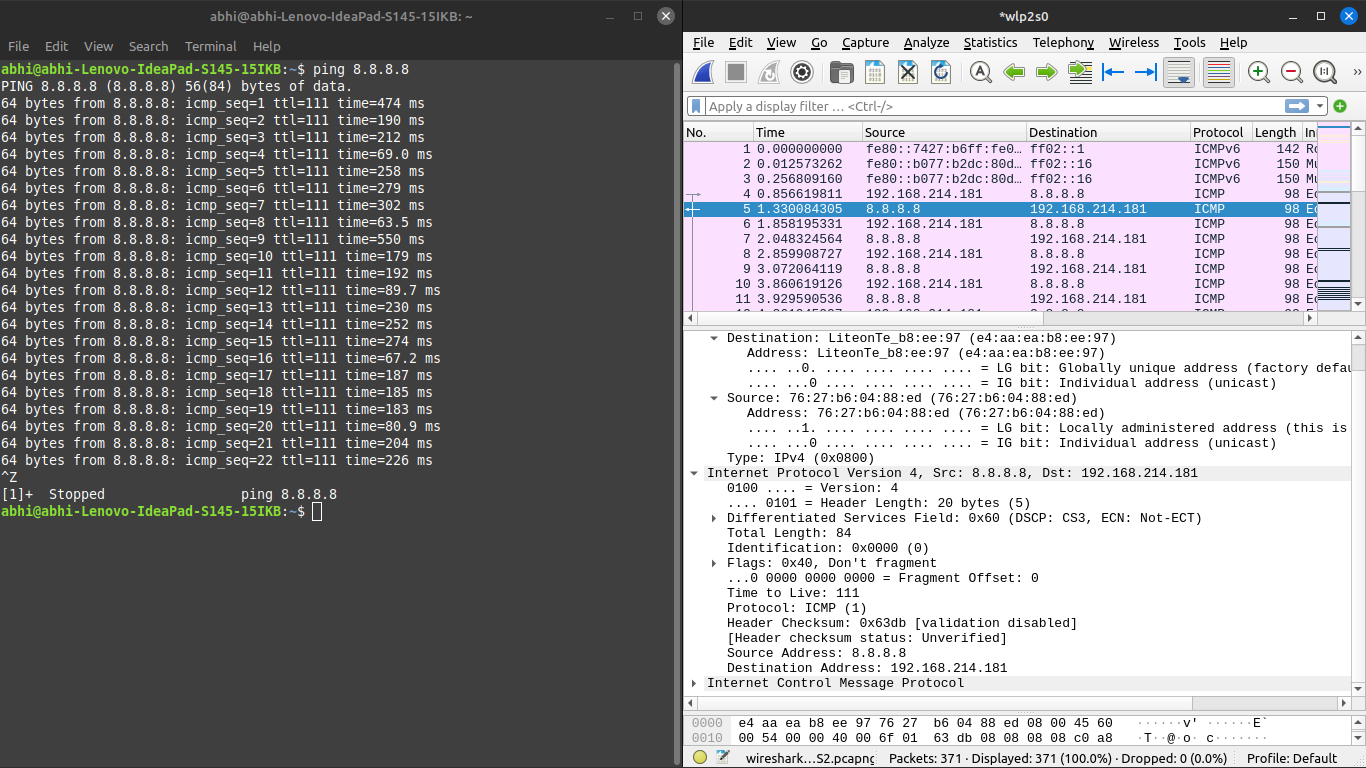 abhi@abhi-Lenovo-IdeaPad-S145-15IKB: ~
File Edit View Search Terminal Help
abhi@abhi-Lenovo-IdeaPad-S145-15IKB:~$ ping 8.8.8.8
PING 8.8.8.8 (8.8.8.8) 56(84) bytes of data.
64 bytes from 8.8.8.8: icmp_seq=1 ttl=111 time=474 ms
64 bytes from 8.8.8.8: icmp_seq=2 ttl=111 time=190 ms
64 bytes from 8.8.8.8: icmp_seq=3 ttl=111 time=212 ms
64 bytes from 8.8.8.8: icmp_seq=4 ttl=111 time=69.0 ms
64 bytes from 8.8.8.8: icmp_seq=5 ttl=111 time=258 ms
64 bytes from 8.8.8.8: icmp_seq=6 ttl=111 time=279 ms
64 bytes from 8.8.8.8: icmp_seq=7 ttl=111 time=302 ms
64 bytes from 8.8.8.8: icmp_seq=8 ttl=111 time=63.5 ms
64 bytes from 8.8.8.8: icmp_seq=9 ttl=111 time=550 ms
64 bytes from 8.8.8.8: icmp_seq=10 ttl=111 time=179 ms
64 bytes from 8.8.8.8: icmp_seq=11 ttl=111 time=192 ms
64 bytes from 8.8.8.8: icmp_seq=12 ttl=111 time=89.7 ms
64 bytes from 8.8.8.8: icmp_seq=13 ttl=111 time=230 ms
64 bytes from 8.8.8.8: icmp_seq=14 ttl=111 time=252 ms
64 bytes from 8.8.8.8: icmp_seq=15 ttl=111 time=274 ms
64 bytes from 8.8.8.8: icmp_seq=16 ttl=111 time=67.2 ms
64 bytes from 8.8.8.8: icmp_seq=17 ttl=111 time=187 ms
64 bytes from 8.8.8.8: icmp_seq=18 ttl=111 time=185 ms
64 bytes from 8.8.8.8: icmp_seq=19 ttl=111 time=183 ms
64 bytes from 8.8.8.8: icmp_seq=20 ttl=111 time=80.9 ms
64 bytes from 8.8.8.8: icmp_seq=21 ttl=111 time=204 ms
64 bytes from 8.8.8.8: icmp_seq=22 ttl=111 time=226 ms
^Z
[1]+  Stopped                 ping 8.8.8.8
abhi@abhi-Lenovo-IdeaPad-S145-15IKB:~$
*wlp2s0
File Edit View Go Capture Analyze Statistics Telephony Wireless Tools Help
Apply a display filter … <Ctrl-/>
No. Time Source Destination Protocol Length In
1 0.000000000 fe80::7427:b6ff:fe0… ff02::1 ICMPv6 142 Ro
2 0.012573262 fe80::b077:b2dc:80d… ff02::16 ICMPv6 150 Mu
3 0.256809160 fe80::b077:b2dc:80d… ff02::16 ICMPv6 150 Mu
4 0.856619811 192.168.214.181 8.8.8.8 ICMP 98 Ec
5 1.330084305 8.8.8.8 192.168.214.181 ICMP 98 Ec
6 1.858195331 192.168.214.181 8.8.8.8 ICMP 98 Ec
7 2.048324564 8.8.8.8 192.168.214.181 ICMP 98 Ec
8 2.859908727 192.168.214.181 8.8.8.8 ICMP 98 Ec
9 3.072064119 8.8.8.8 192.168.214.181 ICMP 98 Ec
10 3.860619126 192.168.214.181 8.8.8.8 ICMP 98 Ec
11 3.929590536 8.8.8.8 192.168.214.181 ICMP 98 Ec
Destination: LiteonTe_b8:ee:97 (e4:aa:ea:b8:ee:97)
Address: LiteonTe_b8:ee:97 (e4:aa:ea:b8:ee:97)
.... ..0. .... .... .... .... = LG bit: Globally unique address (factory defau
.... ...0 .... .... .... .... = IG bit: Individual address (unicast)
Source: 76:27:b6:04:88:ed (76:27:b6:04:88:ed)
Address: 76:27:b6:04:88:ed (76:27:b6:04:88:ed)
.... ..1. .... .... .... .... = LG bit: Locally administered address (this is
.... ...0 .... .... .... .... = IG bit: Individual address (unicast)
Type: IPv4 (0x0800)
Internet Protocol Version 4, Src: 8.8.8.8, Dst: 192.168.214.181
0100 .... = Version: 4
.... 0101 = Header Length: 20 bytes (5)
Differentiated Services Field: 0x60 (DSCP: CS3, ECN: Not-ECT)
Total Length: 84
Identification: 0x0000 (0)
Flags: 0x40, Don't fragment
...0 0000 0000 0000 = Fragment Offset: 0
Time to Live: 111
Protocol: ICMP (1)
Header Checksum: 0x63db [validation disabled]
[Header checksum status: Unverified]
Source Address: 8.8.8.8
Destination Address: 192.168.214.181
Internet Control Message Protocol
0000 e4 aa ea b8 ee 97 76 27 b6 04 88 ed 08 00 45 60 ······v' ······E`
0010 00 54 00 00 40 00 6f 01 63 db 08 08 08 08 c0 a8 ·T··@·o· c·······
wireshark…S2.pcapng Packets: 371 · Displayed: 371 (100.0%) · Dropped: 0 (0.0%) Profile: Default